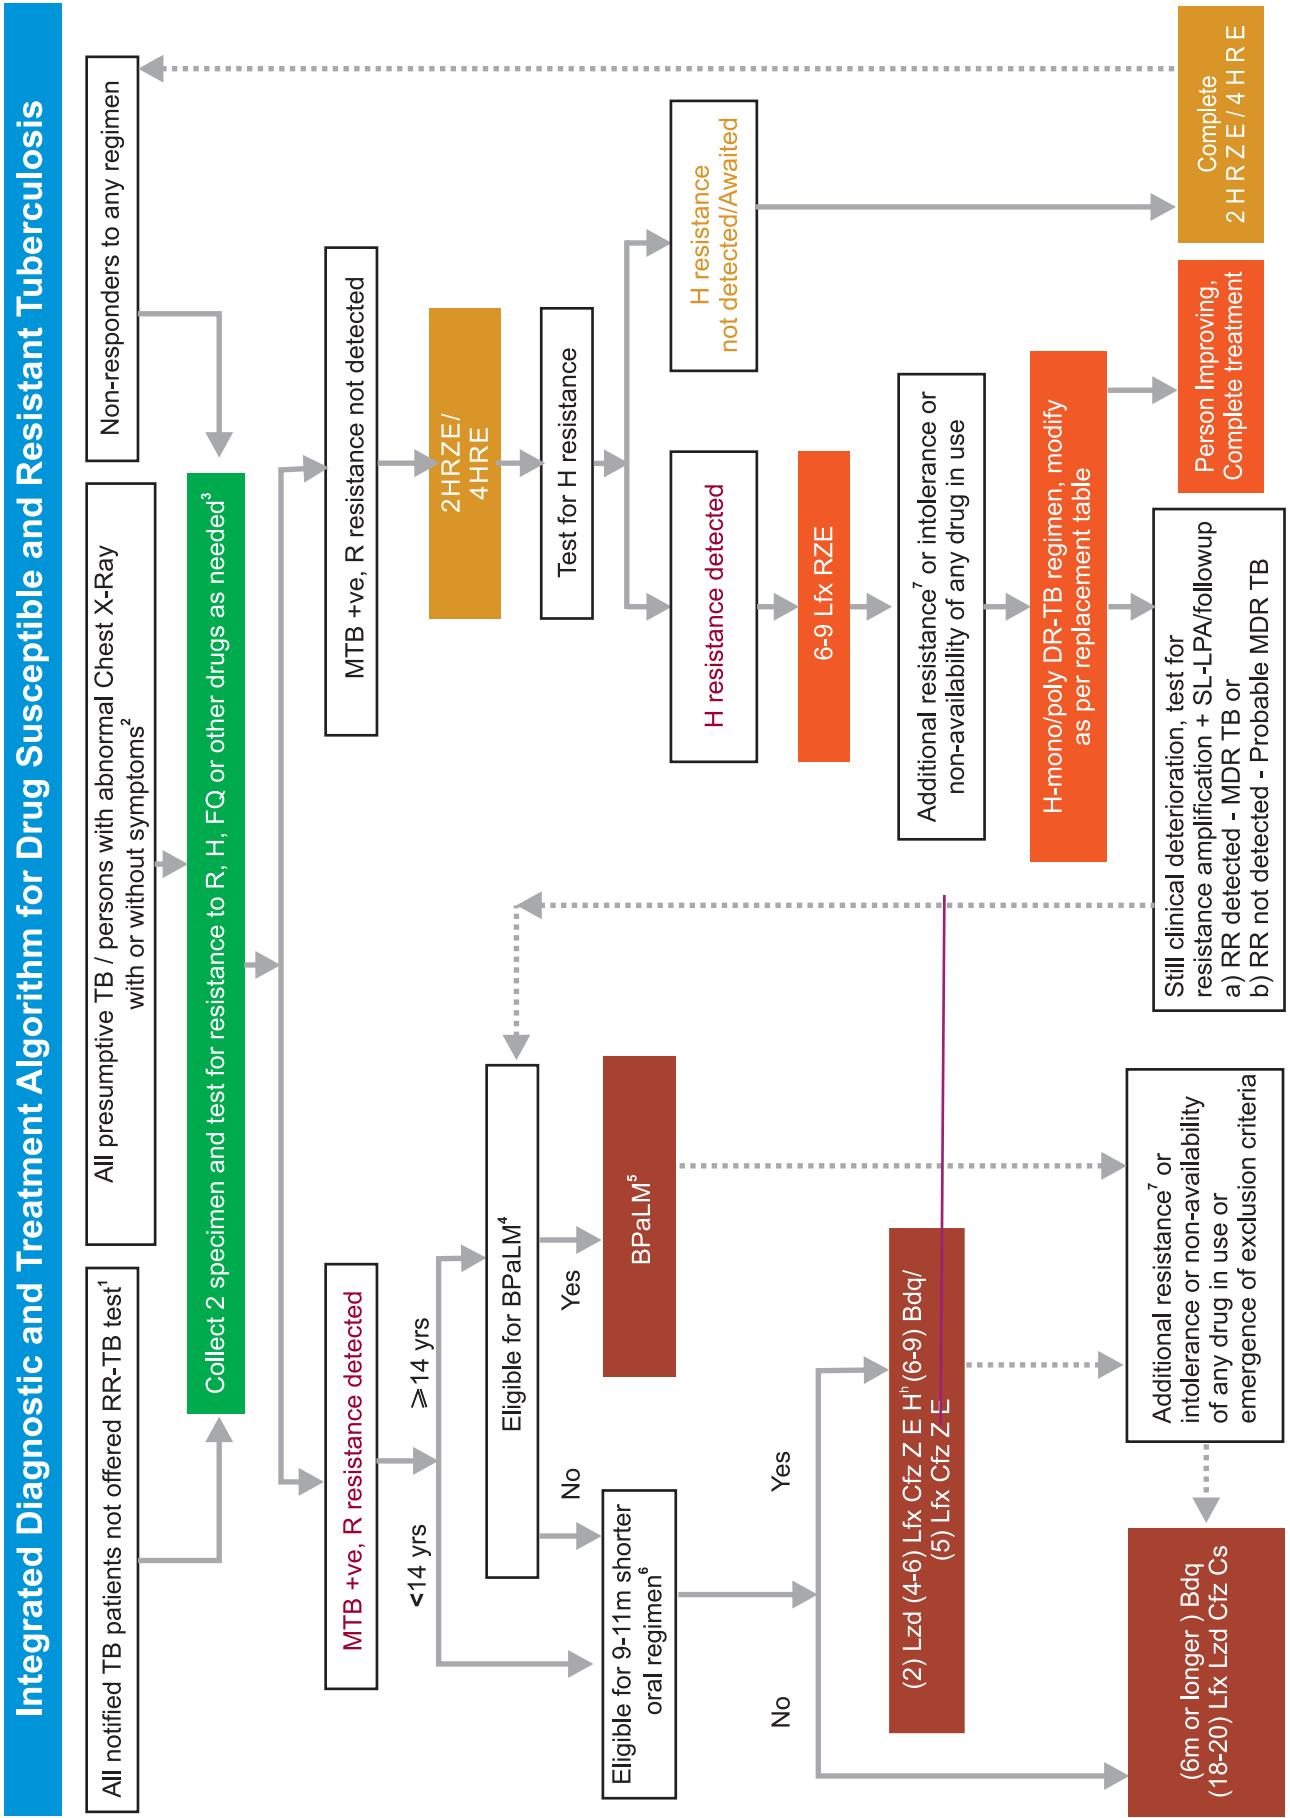 Integrated Diagnostic and Treatment Algorithm for Drug Susceptible and Resistant Tuberculosis
All notified TB patients not offered RR-TB test¹
All presumptive TB / persons with abnormal Chest X-Ray
with or without symptoms²
Non-responders to any regimen
Collect 2 specimen and test for resistance to R, H, FQ or other drugs as needed³
MTB +ve, R resistance detected
MTB +ve, R resistance not detected
<14 yrs
⩾14 yrs
2HRZE/
4HRE
Eligible for BPaLM⁴
Test for H resistance
No
Yes
Eligible for 9-11m shorter
oral regimen⁶
BPaLM⁵
H resistance detected
H resistance
not detected/Awaited
No
Yes
6-9 Lfx RZE
(2) Lzd (4-6) Lfx Cfz Z E Hʰ (6-9) Bdq/
(5) Lfx Cfz Z E
Additional resistance⁷ or intolerance or
non-availability of any drug in use
H-mono/poly DR-TB regimen, modify
as per replacement table
(6m or longer ) Bdq
(18-20) Lfx Lzd Cfz Cs
Additional resistance⁷ or
intolerance or non-availability
of any drug in use or
emergence of exclusion criteria
Still clinical deterioration, test for
resistance amplification + SL-LPA/followup
a) RR detected - MDR TB or
b) RR not detected - Probable MDR TB
Person Improving,
Complete treatment
Complete
2 H R Z E / 4 H R E